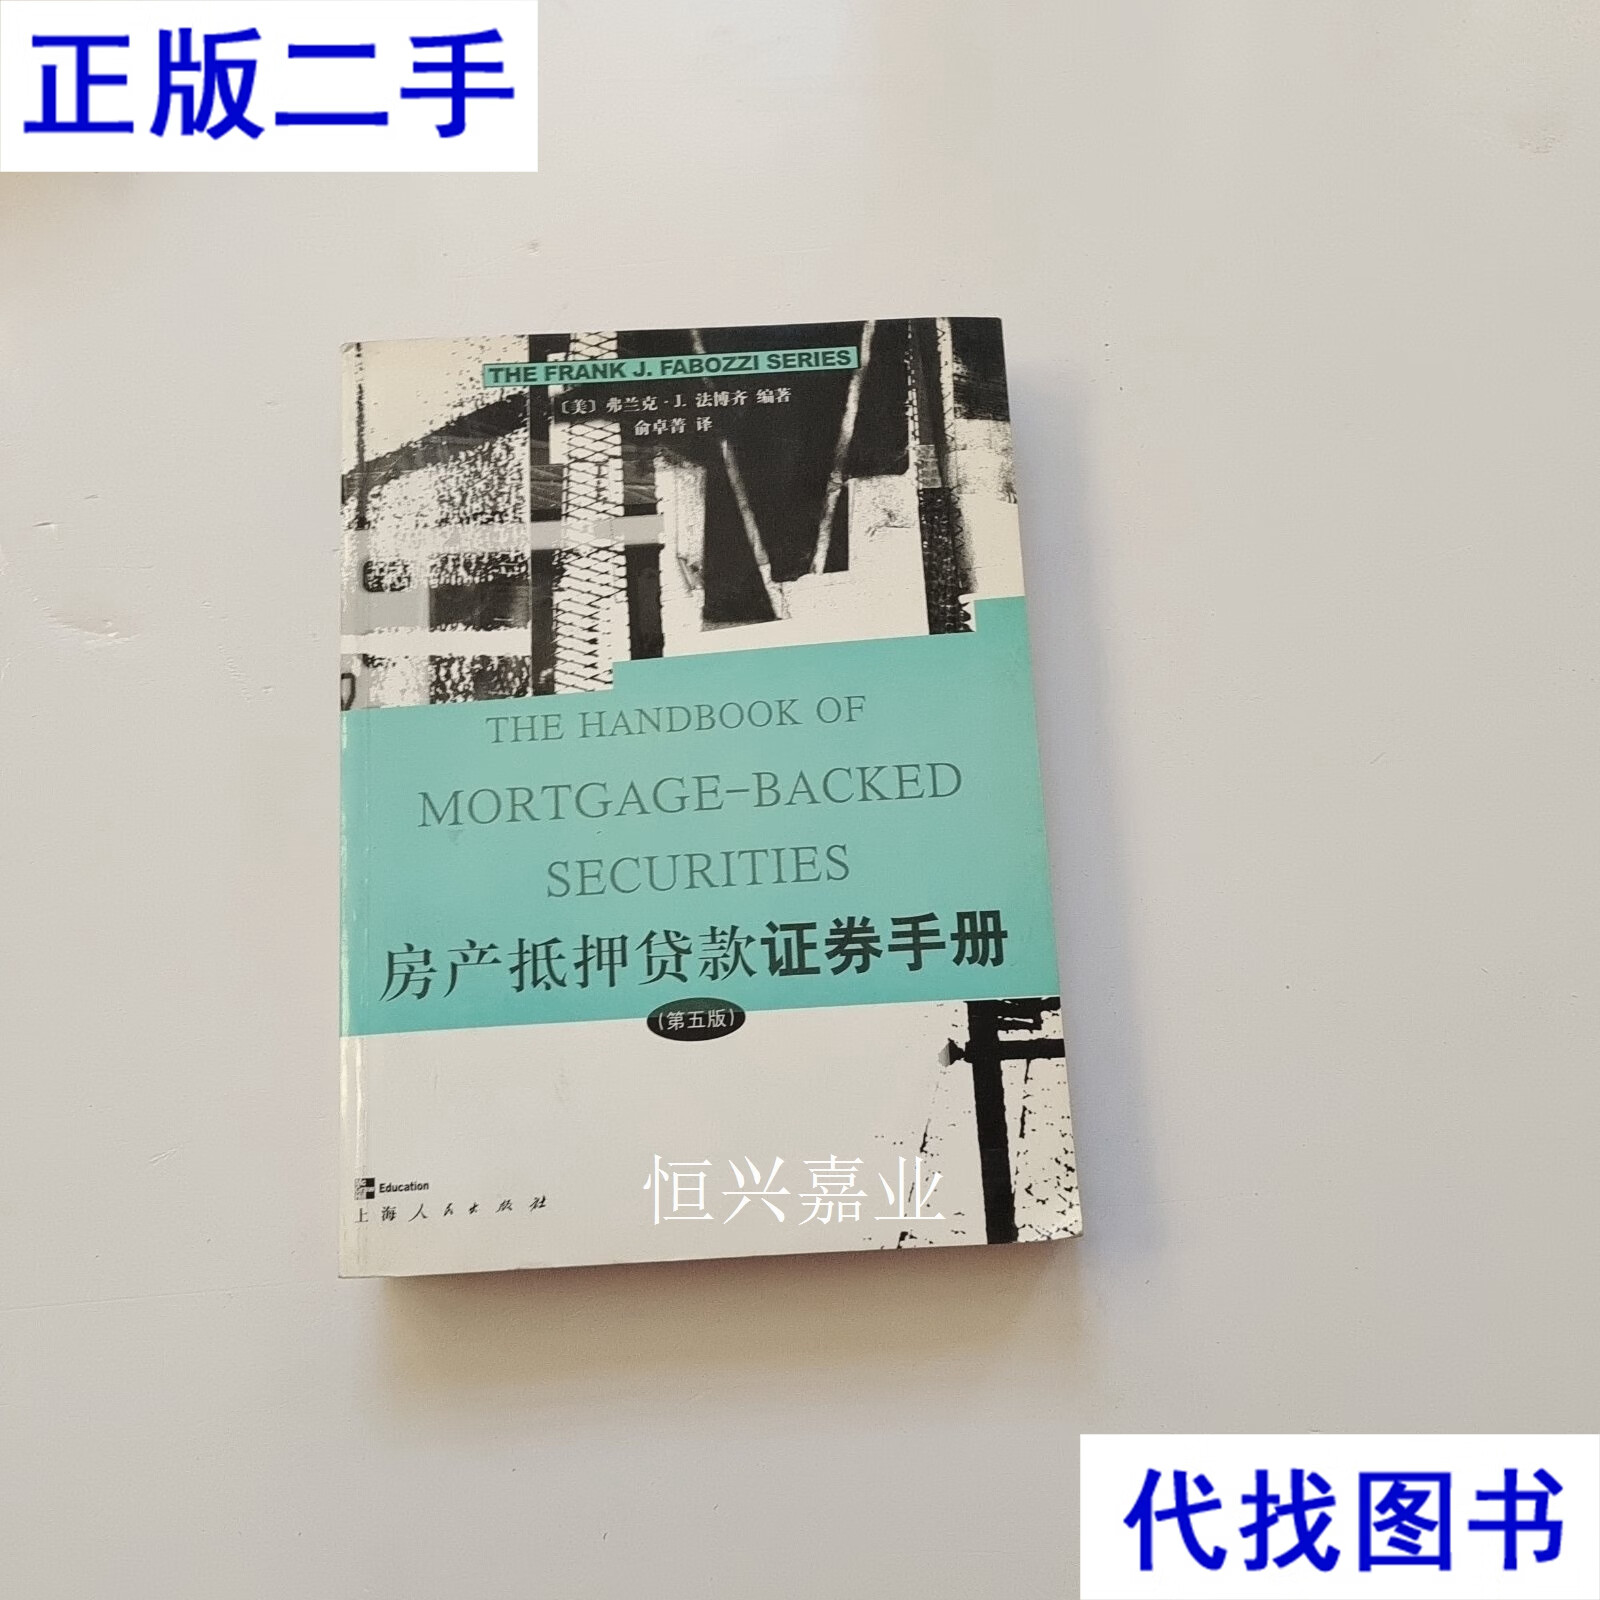 正版二手
THE FRANK J. FABOZZI SERIES
〔美〕弗兰克·J.法博齐 编著
俞卓菁 译
THE HANDBOOK OF
MORTGAGE-BACKED
SECURITIES
房产抵押贷款证券手册
(第五版)
恒兴嘉业
Education
上海人民出版社
代找图书